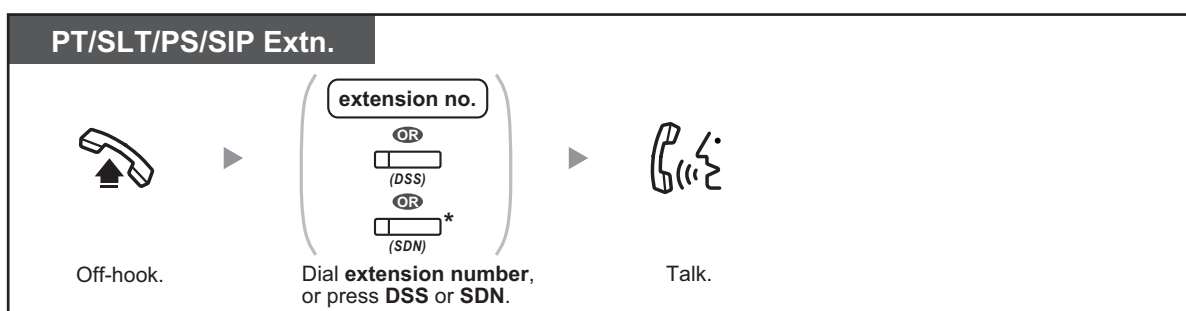 PT/SLT/PS/SIP Extn.
extension no.
OR
(DSS)
OR
*
(SDN)
Off-hook.
Dial extension number,
or press DSS or SDN.
Talk.